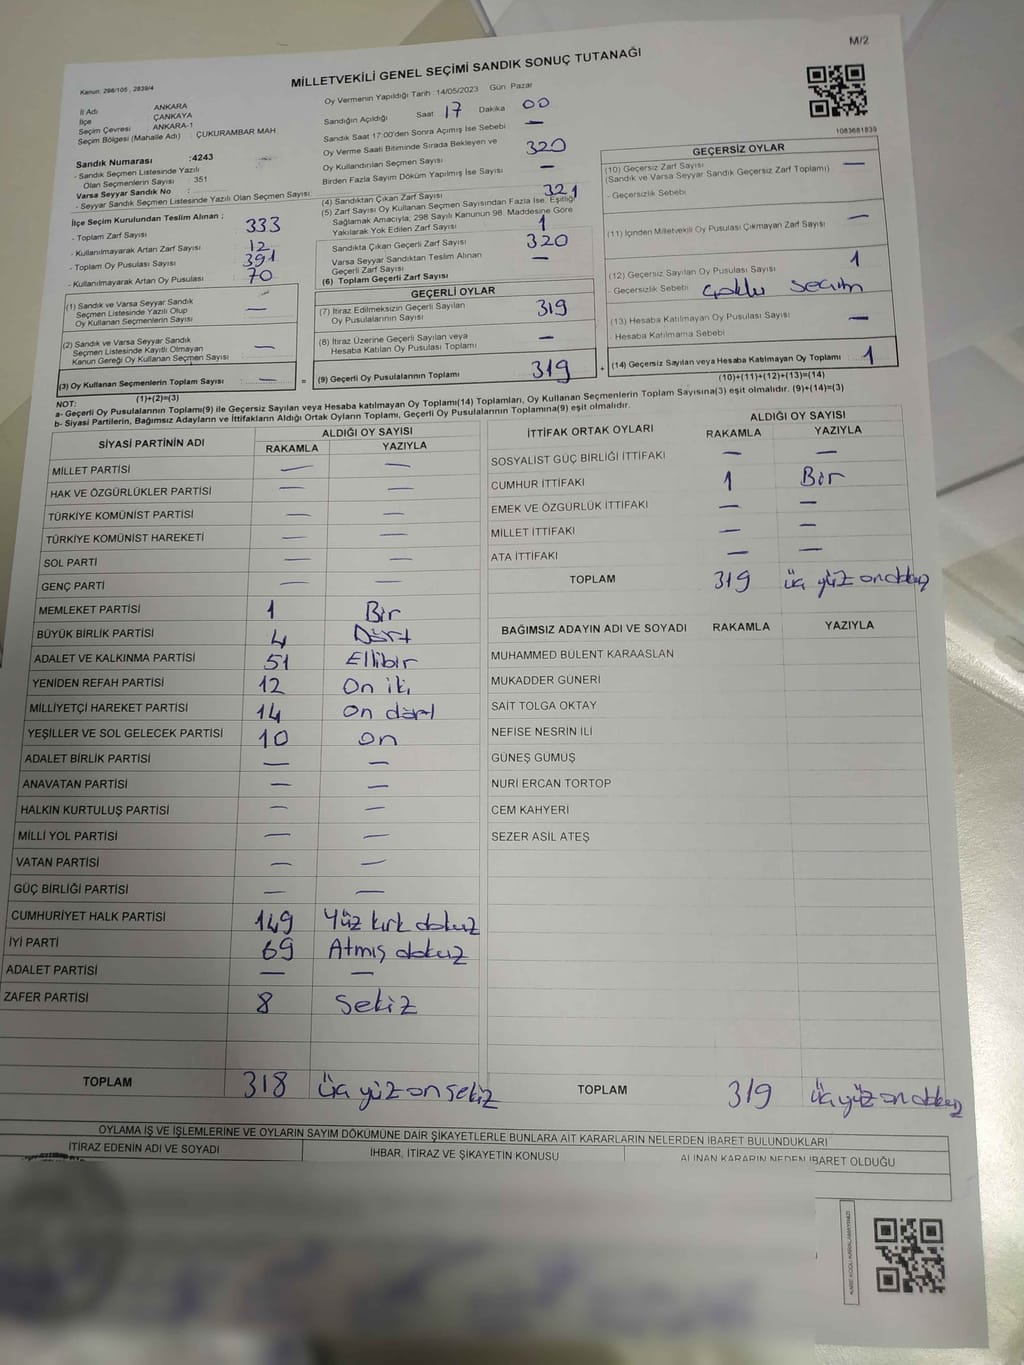 M/2
MİLLETVEKİLİ GENEL SEÇİMİ SANDIK SONUÇ TUTANAĞI
Kanun: 298/105 , 2839/4
İl Adı ANKARA
İlçe ÇANKAYA
Seçim Çevresi : ANKARA-1
Seçim Bölgesi (Mahalle Adı) : ÇUKURAMBAR MAH.
Sandık Numarası :4243
- Sandık Seçmen Listesinde Yazılı
Olan Seçmenlerin Sayısı : 351
Varsa Seyyar Sandık No :
- Seyyar Sandık Seçmen Listesinde Yazılı Olan Seçmen Sayısı:
İlçe Seçim Kurulundan Teslim Alınan ;
- Toplam Zarf Sayısı 333
- Kullanılmayarak Artan Zarf Sayısı 12
- Toplam Oy Pusulası Sayısı 391
- Kullanılmayarak Artan Oy Pusulası 70
(1) Sandık ve Varsa Seyyar Sandık
Seçmen Listesinde Yazılı Olup
Oy Kullanan Seçmenlerin Sayısı : —
(2) Sandık ve Varsa Seyyar Sandık
Seçmen Listesinde Kayıtlı Olmayan
Kanun Gereği Oy Kullanan Seçmen Sayısı : —
(3) Oy Kullanan Seçmenlerin Toplam Sayısı : — =
(1)+(2)=(3)
Oy Vermenin Yapıldığı Tarih : 14/05/2023 Gün: Pazar
Sandığın Açıldığı Saat 17 Dakika 00
Sandık Saat 17:00'den Sonra Açımış İse Sebebi —
Oy Verme Saati Bitiminde Sırada Bekleyen ve
Oy Kullandırılan Seçmen Sayısı 320
Birden Fazla Sayım Döküm Yapılmış İse Sayısı —
(4) Sandıktan Çıkan Zarf Sayısı 321
(5) Zarf Sayısı Oy Kullanan Seçmen Sayısından Fazla İse, Eşitliği
Sağlamak Amacıyla, 298 Sayılı Kanunun 98. Maddesine Göre
Yakılarak Yok Edilen Zarf Sayısı 1
Sandıkta Çıkan Geçerli Zarf Sayısı 320
Varsa Seyyar Sandıktan Teslim Alınan
Geçerli Zarf Sayısı —
(6) Toplam Geçerli Zarf Sayısı
GEÇERLİ OYLAR
(7) İtiraz Edilmeksizin Geçerli Sayılan
Oy Pusulalarının Sayısı 319
(8) İtiraz Üzerine Geçerli Sayılan veya
Hesaba Katılan Oy Pusulası Toplamı —
(9) Geçerli Oy Pusulalarının Toplamı 319 +
1083681839
GEÇERSİZ OYLAR
(10) Geçersiz Zarf Sayısı
(Sandık ve Varsa Seyyar Sandık Geçersiz Zarf Toplamı) —
- Geçersizlik Sebebi
(11) İçinden Milletvekili Oy Pusulası Çıkmayan Zarf Sayısı —
(12) Geçersiz Sayılan Oy Pusulası Sayısı 1
- Geçersizlik Sebebi çoklu seçim
(13) Hesaba Katılmayan Oy Pusulası Sayısı —
- Hesaba Katılmama Sebebi
(14) Geçersiz Sayılan veya Hesaba Katılmayan Oy Toplamı 1
(10)+(11)+(12)+(13)=(14)
NOT:
a- Geçerli Oy Pusulalarının Toplamı(9) ile Geçersiz Sayılan veya Hesaba katılmayan Oy Toplamı(14) Toplamları, Oy Kullanan Seçmenlerin Toplam Sayısına(3) eşit olmalıdır. (9)+(14)=(3)
b- Siyasi Partilerin, Bağımsız Adayların ve İttifakların Aldığı Ortak Oyların Toplamı, Geçerli Oy Pusulalarının Toplamına(9) eşit olmalıdır.
SİYASİ PARTİNİN ADI ALDIĞI OY SAYISI
RAKAMLA YAZIYLA
MİLLET PARTİSİ — —
HAK VE ÖZGÜRLÜKLER PARTİSİ — —
TÜRKİYE KOMÜNİST PARTİSİ — —
TÜRKİYE KOMÜNİST HAREKETİ — —
SOL PARTİ — —
GENÇ PARTİ — —
MEMLEKET PARTİSİ 1 Bir
BÜYÜK BİRLİK PARTİSİ 4 Dört
ADALET VE KALKINMA PARTİSİ 51 Ellibir
YENİDEN REFAH PARTİSİ 12 On iki
MİLLİYETÇİ HAREKET PARTİSİ 14 On dört
YEŞİLLER VE SOL GELECEK PARTİSİ 10 on
ADALET BİRLİK PARTİSİ — —
ANAVATAN PARTİSİ — —
HALKIN KURTULUŞ PARTİSİ — —
MİLLİ YOL PARTİSİ — —
VATAN PARTİSİ — —
GÜÇ BİRLİĞİ PARTİSİ — —
CUMHURİYET HALK PARTİSİ 149 Yüz kırk dokuz
İYİ PARTİ 69 Atmış dokuz
ADALET PARTİSİ — —
ZAFER PARTİSİ 8 Sekiz
TOPLAM 318 üç yüz on sekiz
İTTİFAK ORTAK OYLARI ALDIĞI OY SAYISI
RAKAMLA YAZIYLA
SOSYALİST GÜÇ BİRLİĞİ İTTİFAKI — —
CUMHUR İTTİFAKI 1 Bir
EMEK VE ÖZGÜRLÜK İTTİFAKI — —
MİLLET İTTİFAKI — —
ATA İTTİFAKI — —
TOPLAM 319 üç yüz on dokuz
BAĞIMSIZ ADAYIN ADI VE SOYADI RAKAMLA YAZIYLA
MUHAMMED BÜLENT KARAASLAN
MUKADDER GÜNERİ
SAİT TOLGA OKTAY
NEFİSE NESRİN İLİ
GÜNEŞ GÜMÜŞ
NURİ ERCAN TORTOP
CEM KAHYERİ
SEZER ASIL ATEŞ
TOPLAM 319 üç yüz on dokuz
OYLAMA İŞ VE İŞLEMLERİNE VE OYLARIN SAYIM DÖKÜMÜNE DAİR ŞİKAYETLERLE BUNLARA AİT KARARLARIN NELERDEN İBARET BULUNDUKLARI
İTİRAZ EDENİN ADI VE SOYADI İHBAR, İTİRAZ VE ŞİKAYETİN KONUSU ALINAN KARARIN NEDEN İBARET OLDUĞU